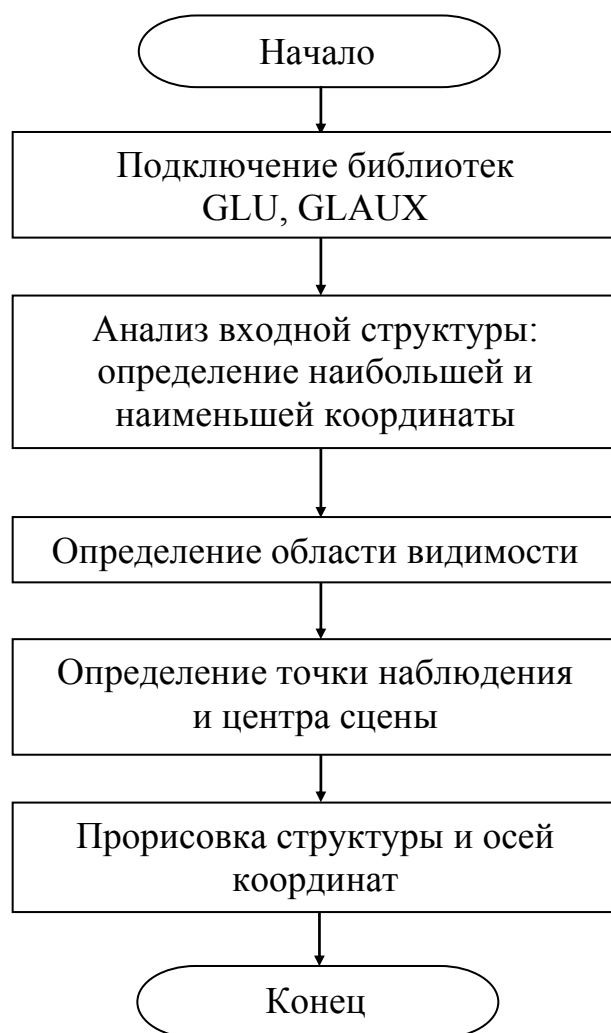 Начало
Подключение библиотек
GLU, GLAUX
Анализ входной структуры:
определение наибольшей и
наименьшей координаты
Определение области видимости
Определение точки наблюдения
и центра сцены
Прорисовка структуры и осей
координат
Конец